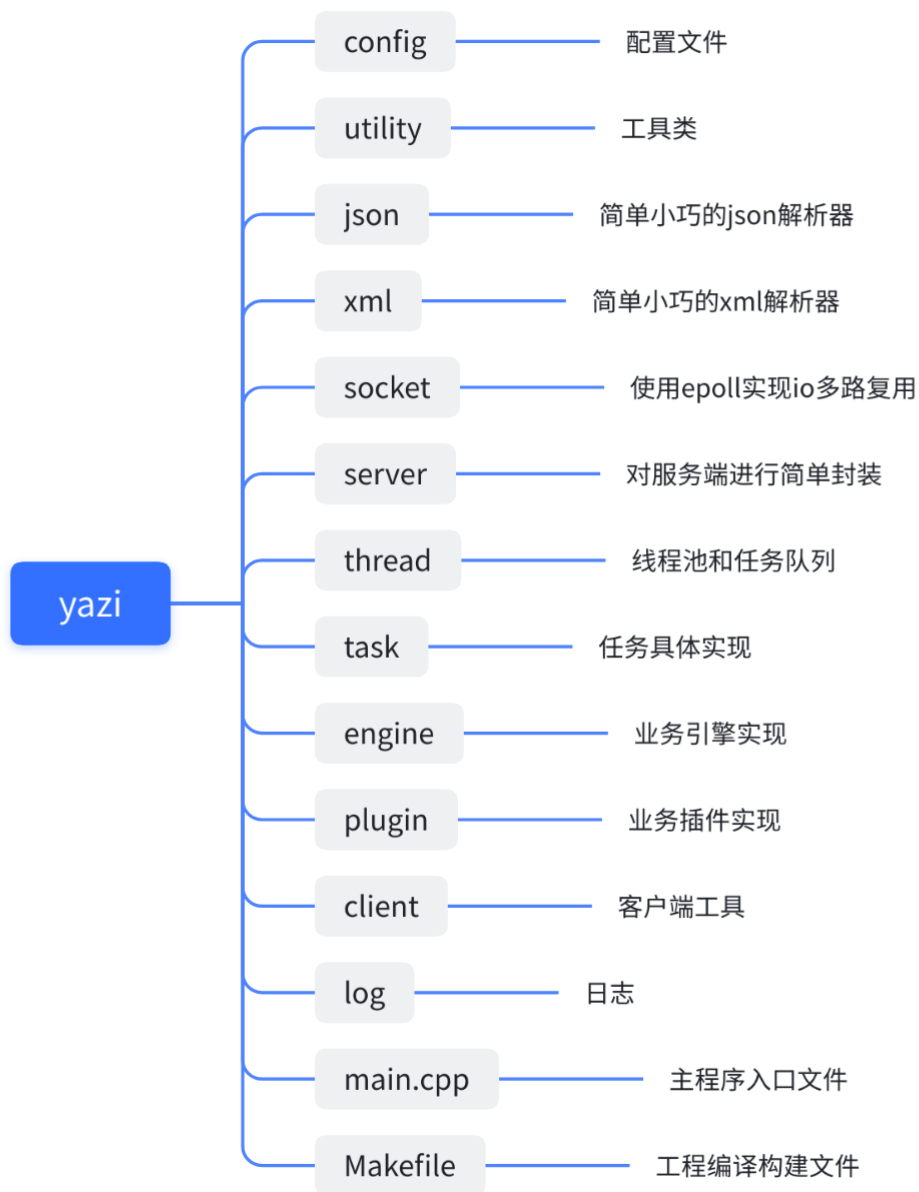 config 配置文件
utility 工具类
json 简单小巧的json解析器
xml 简单小巧的xml解析器
socket 使用epoll实现io多路复用
server 对服务端进行简单封装
thread 线程池和任务队列
yazi
task 任务具体实现
engine 业务引擎实现
plugin 业务插件实现
client 客户端工具
log 日志
main.cpp 主程序入口文件
Makefile 工程编译构建文件